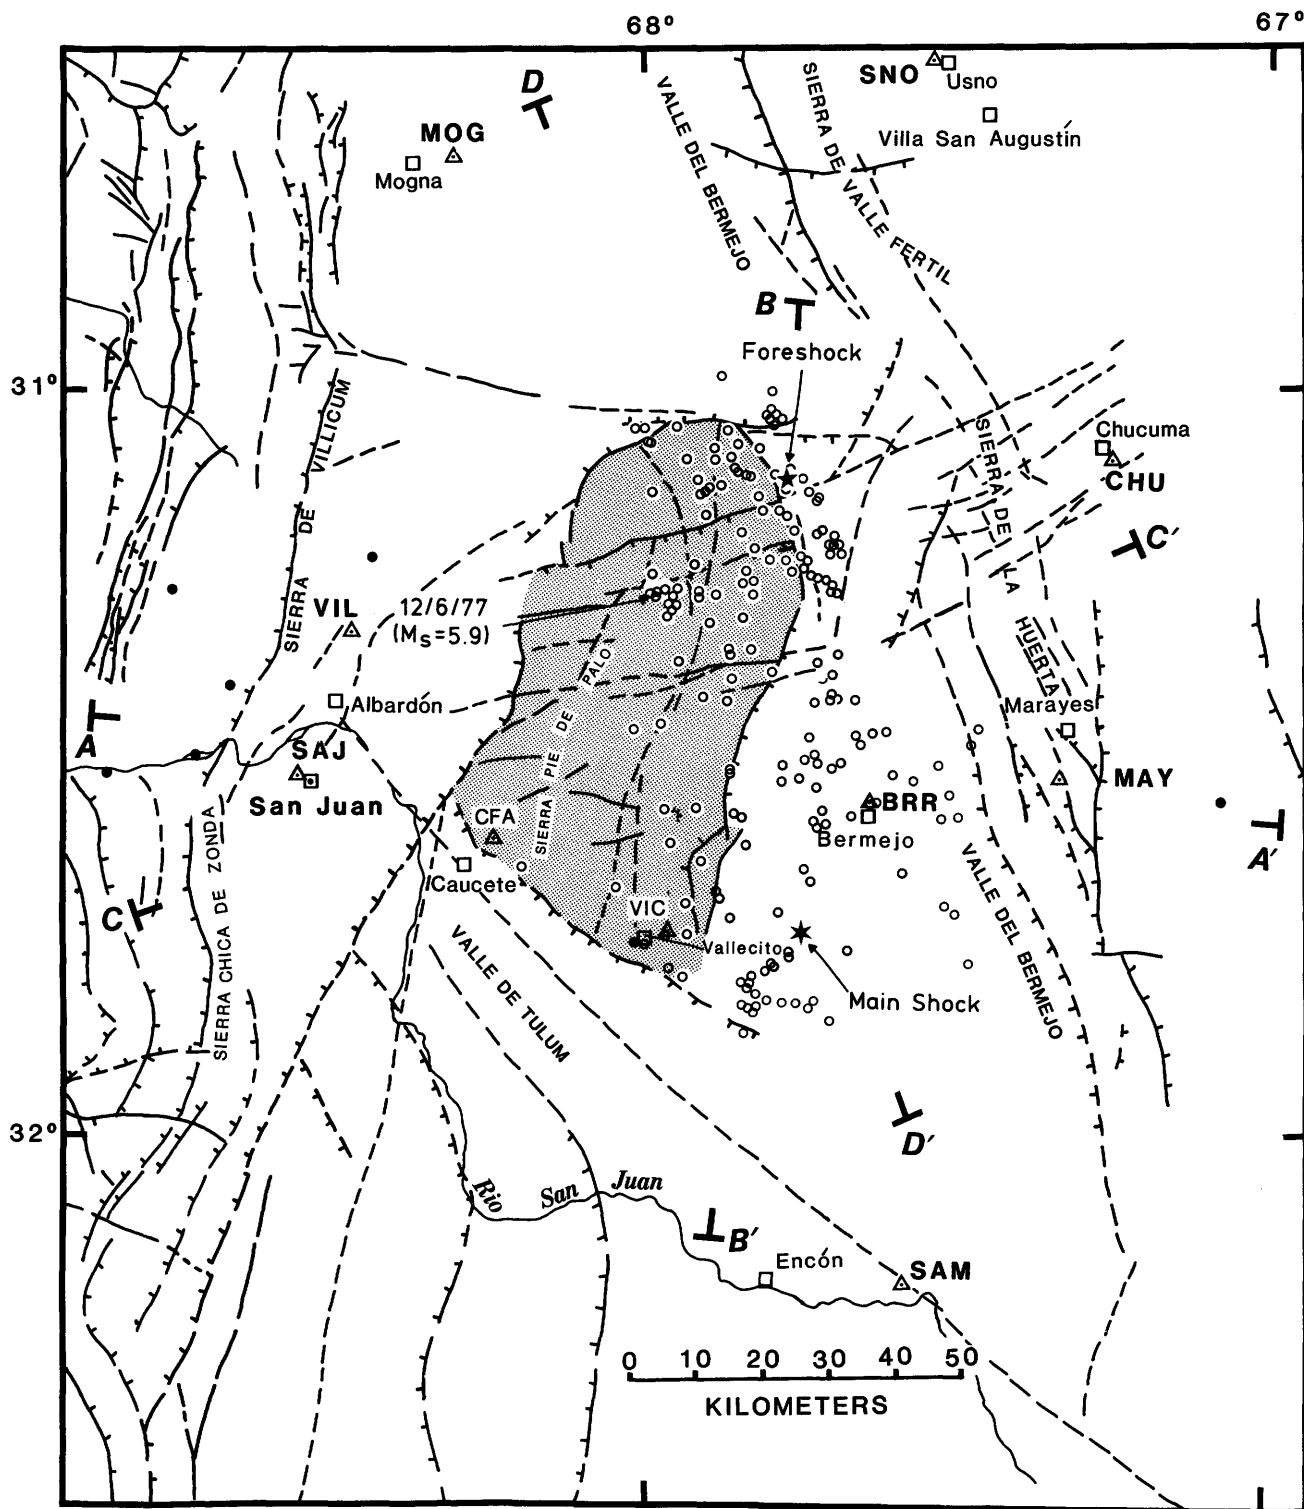 68°
67°
D
SNO
Usno
MOG
Mogna
Villa San Augustín
VALLE DEL BERMEJO
SIERRA DE VALLE FERTIL
B
Foreshock
31°
SIERRA DE VILLICUM
Chucuma
CHU
SIERRA DE LA HUERTA
C'
VIL
12/6/77
(Ms=5.9)
Albardón
Marayes
A
SAJ
San Juan
SIERRA PIE DE PALO
MAY
CFA
BRR
Bermejo
A'
Caucete
C
SIERRA CHICA DE ZONDA
VIC
Vallecito
VALLE DE TULUM
Main Shock
VALLE DEL BERMEJO
32°
D'
Rio San Juan
B'
Encón
SAM
0 10 20 30 40 50
KILOMETERS